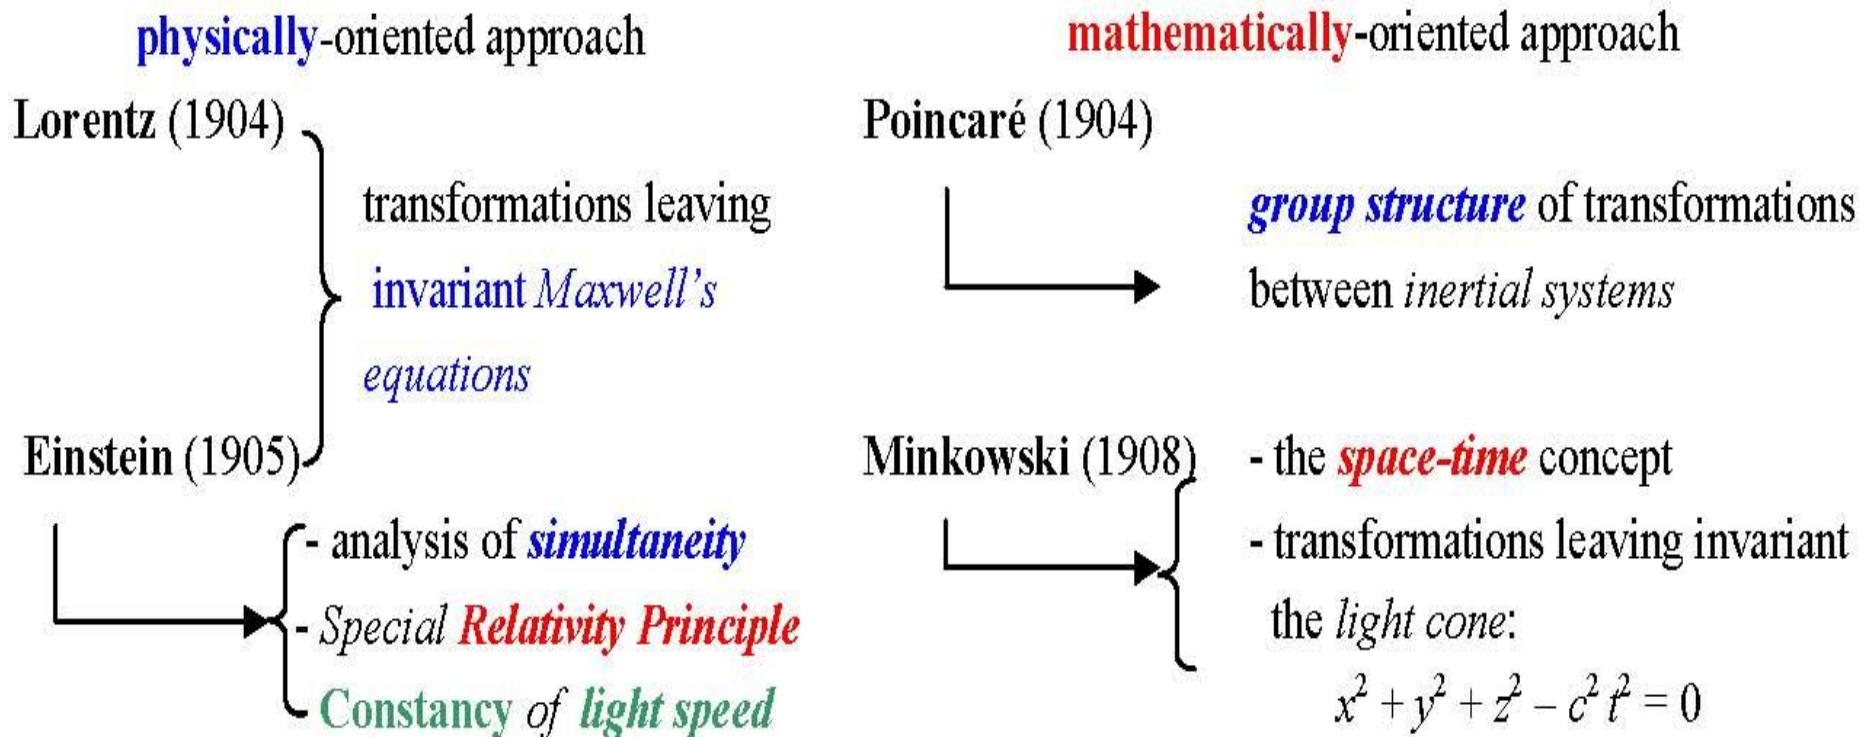 physically-oriented approach
Lorentz (1904)
transformations leaving
invariant Maxwell's
equations
Einstein (1905)
- analysis of simultaneity
- Special Relativity Principle
- Constancy of light speed
mathematically-oriented approach
Poincaré (1904)
group structure of transformations
between inertial systems
Minkowski (1908)
- the space-time concept
- transformations leaving invariant
the light cone:
x² + y² + z² – c² t² = 0